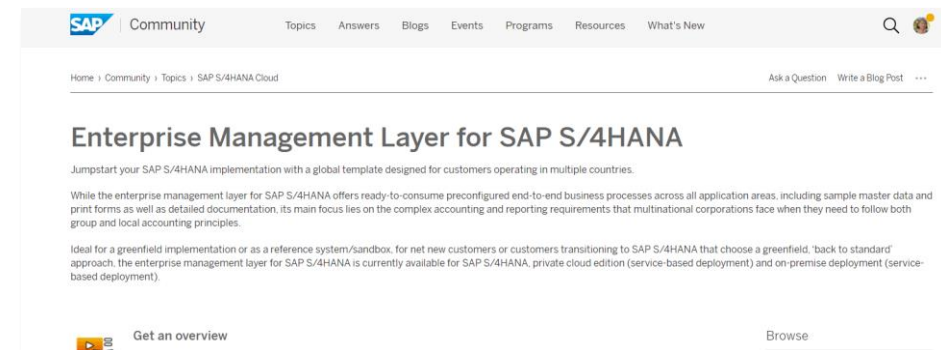 SAP Community Topics Answers Blogs Events Programs Resources What's New
Home › Community › Topics › SAP S/4HANA Cloud Ask a Question Write a Blog Post ...
Enterprise Management Layer for SAP S/4HANA
Jumpstart your SAP S/4HANA implementation with a global template designed for customers operating in multiple countries.
While the enterprise management layer for SAP S/4HANA offers ready-to-consume preconfigured end-to-end business processes across all application areas, including sample master data and
print forms as well as detailed documentation, its main focus lies on the complex accounting and reporting requirements that multinational corporations face when they need to follow both
group and local accounting principles.
Ideal for a greenfield implementation or as a reference system/sandbox, for net new customers or customers transitioning to SAP S/4HANA that choose a greenfield, 'back to standard'
approach, the enterprise management layer for SAP S/4HANA is currently available for SAP S/4HANA, private cloud edition (service-based deployment) and on-premise deployment (service-
based deployment).
Get an overview Browse